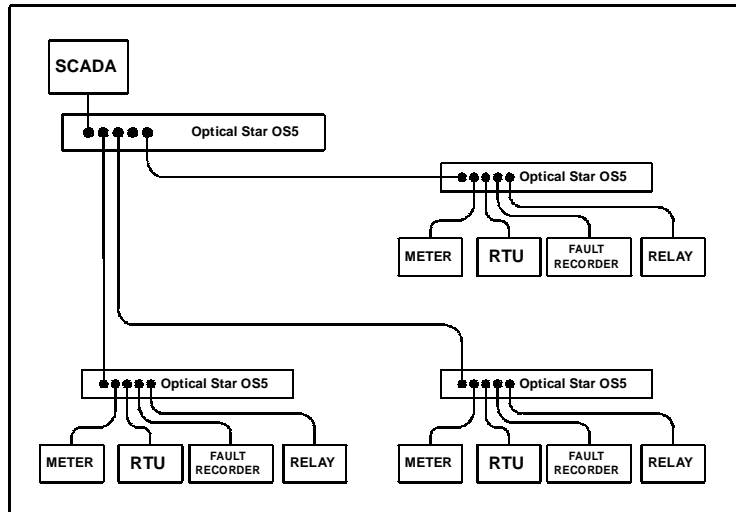 SCADA
Optical Star OS5
Optical Star OS5
METER
RTU
FAULT
RECORDER
RELAY
Optical Star OS5
METER
RTU
FAULT
RECORDER
RELAY
Optical Star OS5
METER
RTU
FAULT
RECORDER
RELAY